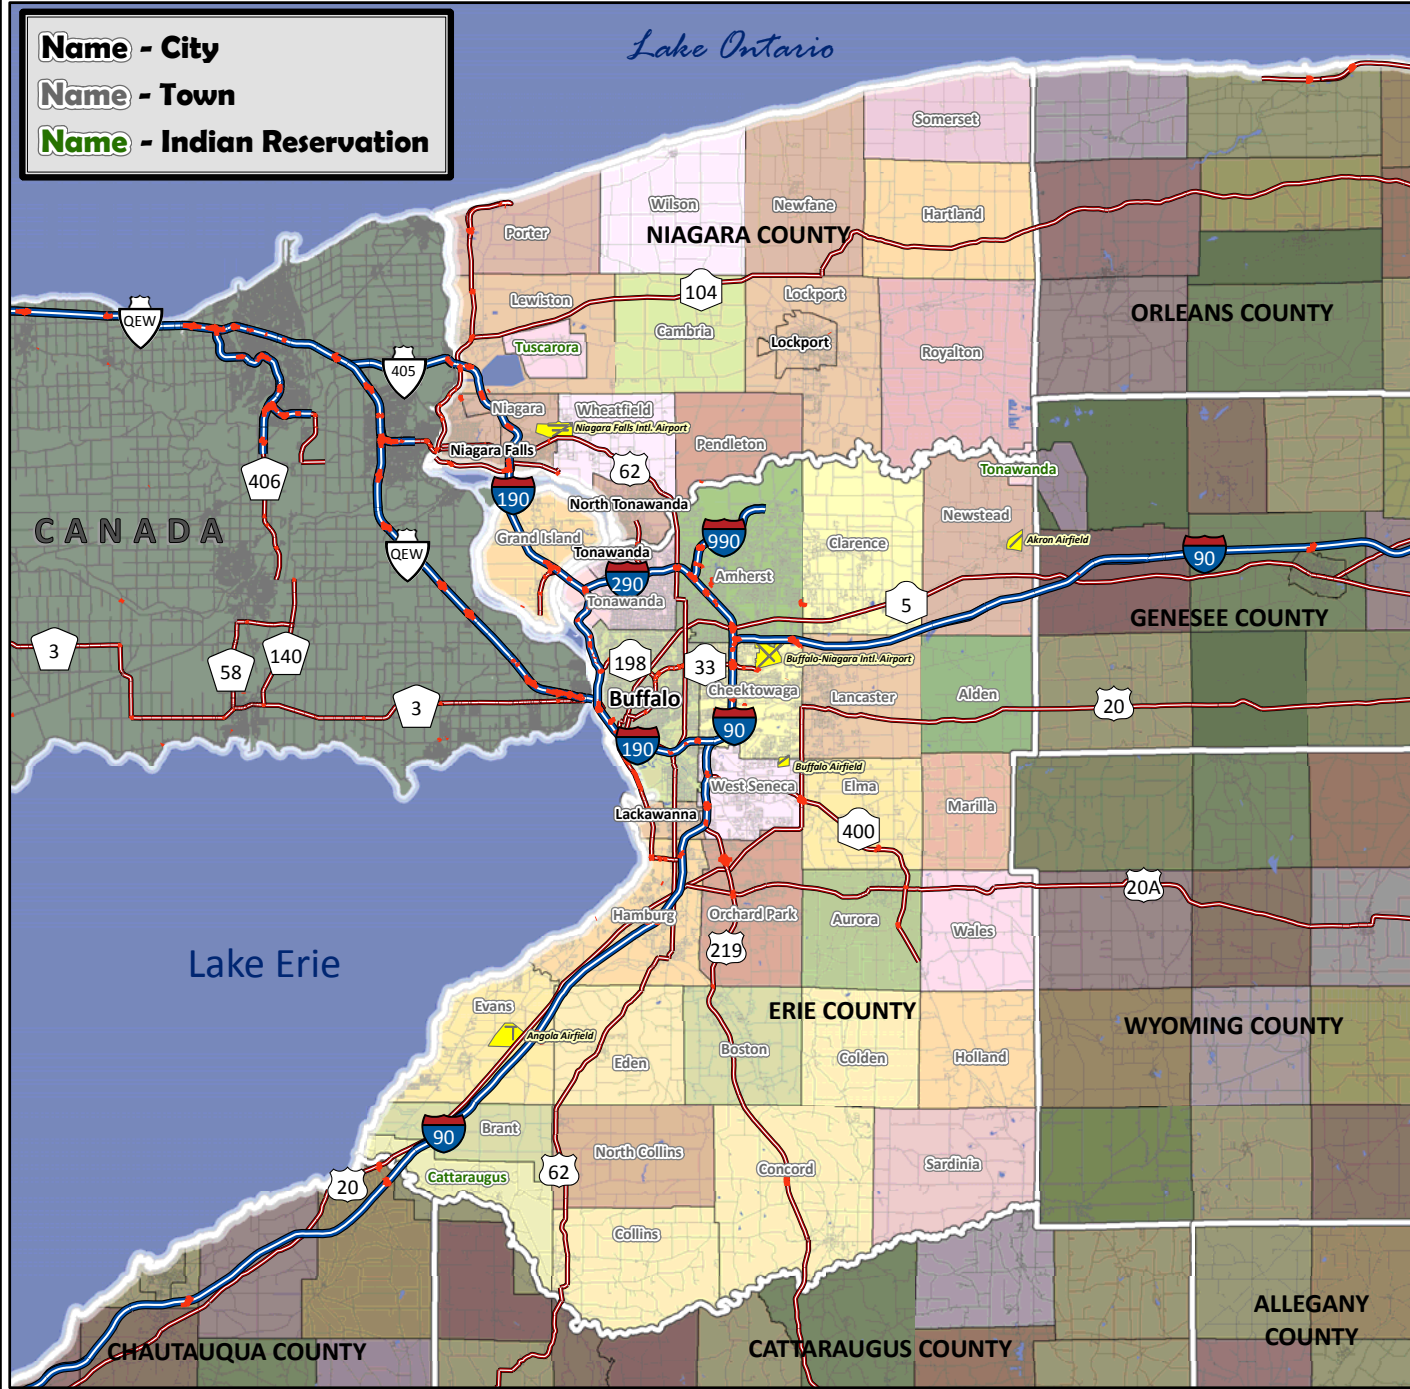 Name - City
Name - Town
Name - Indian Reservation
Lake Ontario
Somerset
Wilson
Newfane
Hartland
Porter
NIAGARA COUNTY
Lewiston
104
Lockport
ORLEANS COUNTY
QEW
Cambria
Lockport
Tuscarora
Royalton
405
Niagara
Wheatfield
Niagara Falls Intl. Airport
Pendleton
Niagara Falls
62
Tonawanda
406
190
North Tonawanda
Newstead
CANADA
Grand Island
990
Clarence
Akron Airfield
QEW
Tonawanda
90
290
Amherst
Tonawanda
5
GENESEE COUNTY
3
140
58
198
33
Buffalo-Niagara Intl. Airport
Buffalo
Cheektowaga
Lancaster
Alden
3
20
90
190
Buffalo Airfield
West Seneca
Elma
Marilla
Lackawanna
400
20A
Hamburg
Orchard Park
Aurora
Wales
219
Lake Erie
Evans
ERIE COUNTY
WYOMING COUNTY
Angola Airfield
Boston
Eden
Colden
Holland
90
Brant
North Collins
Concord
Sardinia
Cattaraugus
62
20
Collins
ALLEGANY
COUNTY
CHAUTAUQUA COUNTY
CATTARAUGUS COUNTY